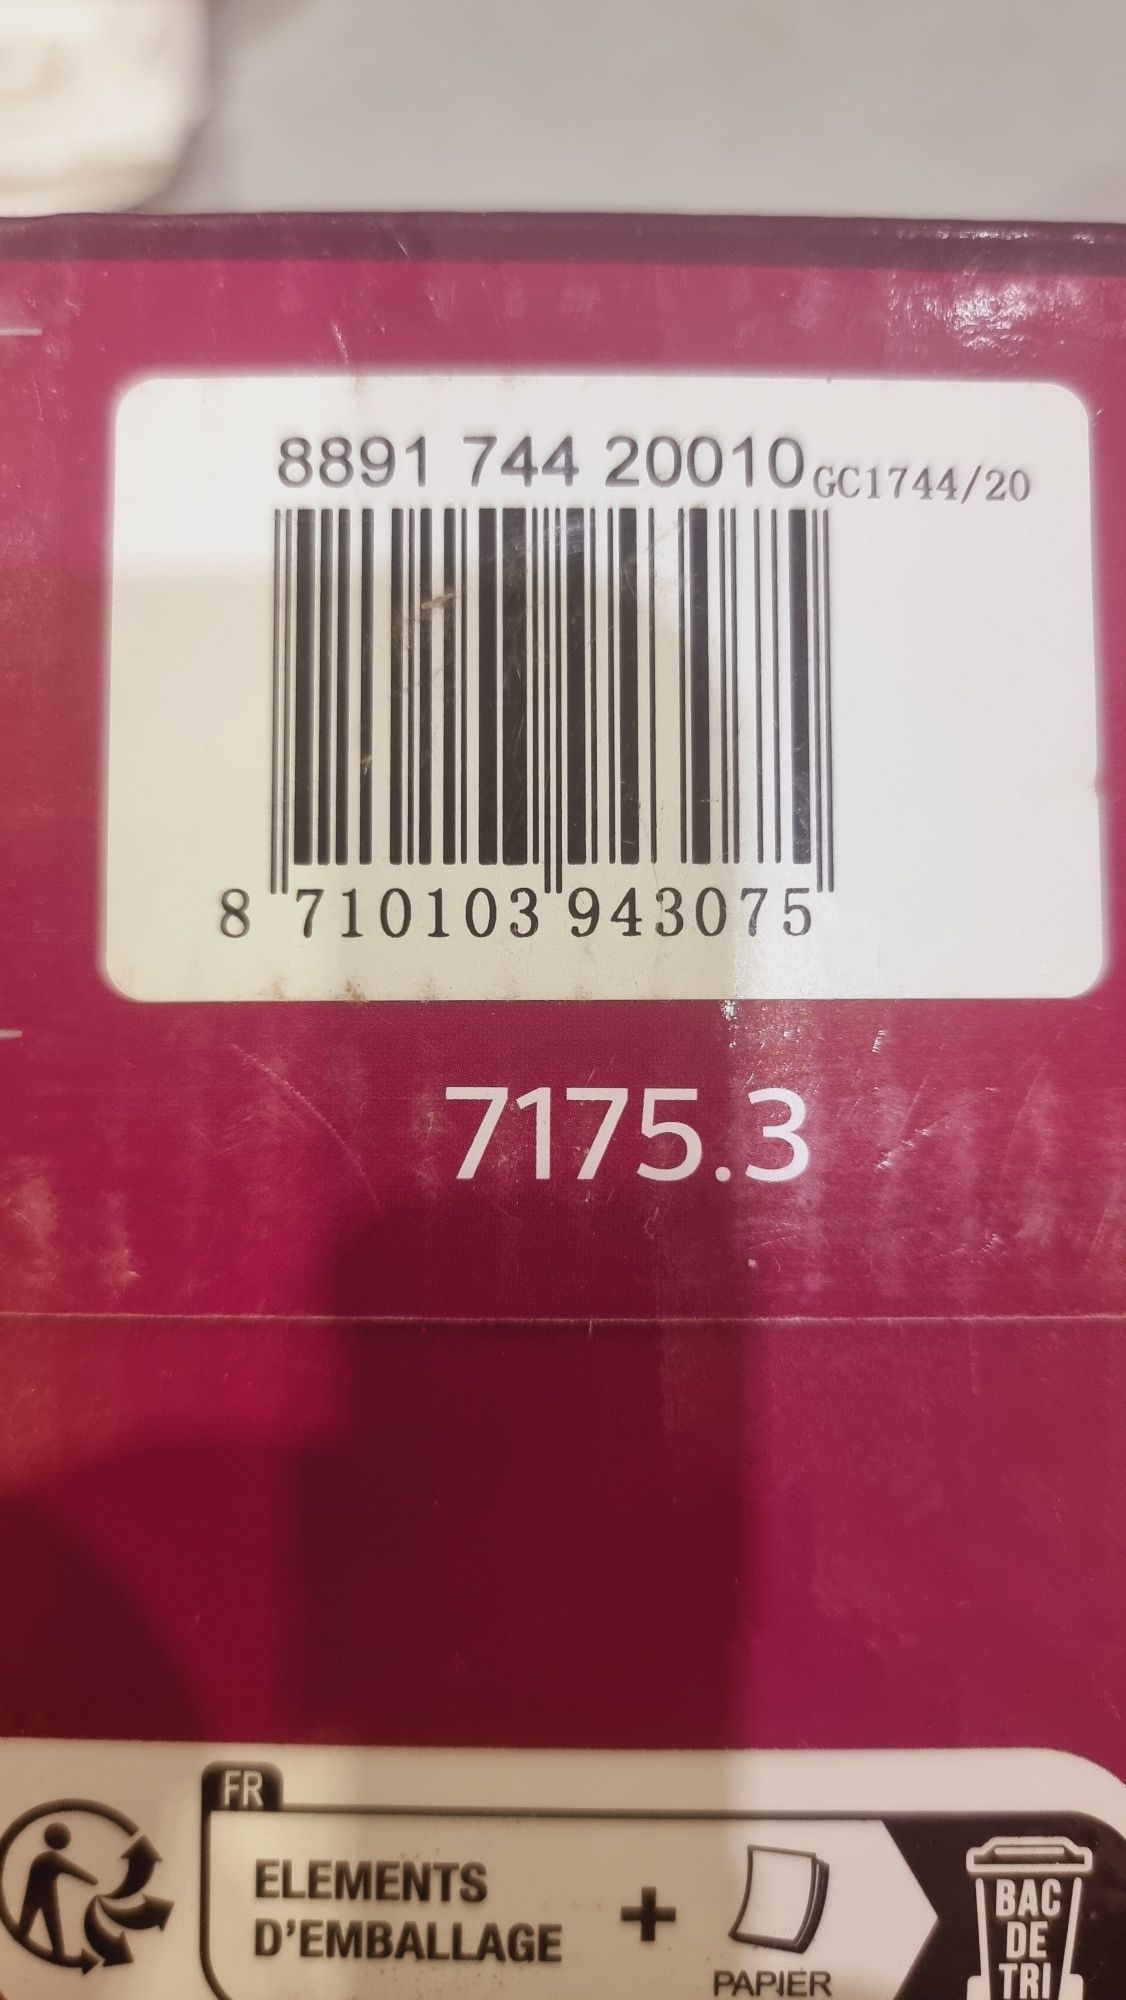 8891 744 20010 GC1744/20
8 710103 943075
7175.3
FR
ELEMENTS
D'EMBALLAGE
+
PAPIER
BAC
DE
TRI